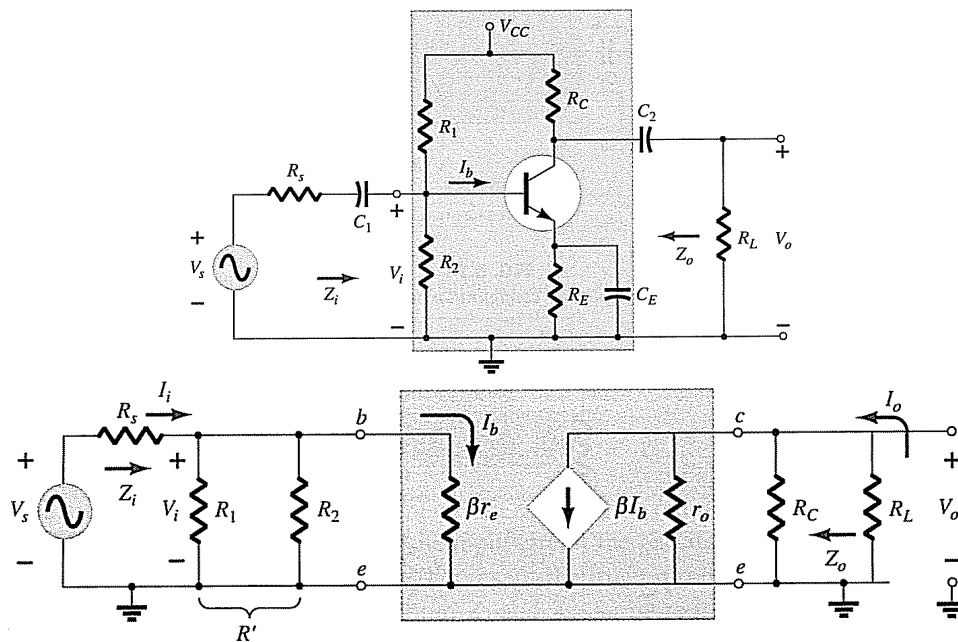 V_CC
R_C
C_2
R_1
I_b
R_s
C_1
+
+
+
V_s
Z_i
V_i
R_2
R_E
C_E
Z_o
R_L
V_o
–
–
–
I_i
R_s
b
I_b
c
I_o
+
Z_i
+
+
V_s
V_i
R_1
R_2
βr_e
βI_b
r_o
R_C
R_L
V_o
Z_o
–
–
–
e
e
R'